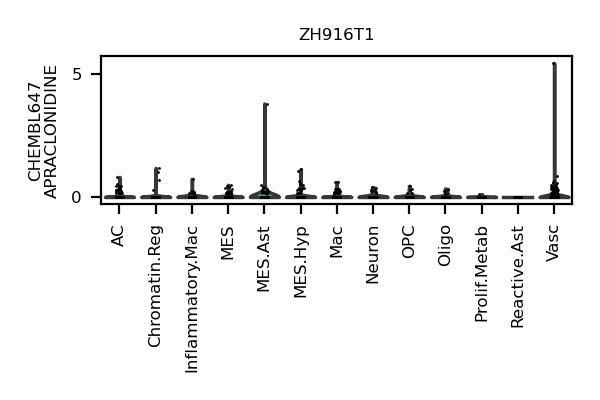 ZH916T1
CHEMBL647
APRACLONIDINE
5
0
AC
Chromatin.Reg
Inflammatory.Mac
MES
MES.Ast
MES.Hyp
Mac
Neuron
OPC
Oligo
Prolif.Metab
Reactive.Ast
Vasc